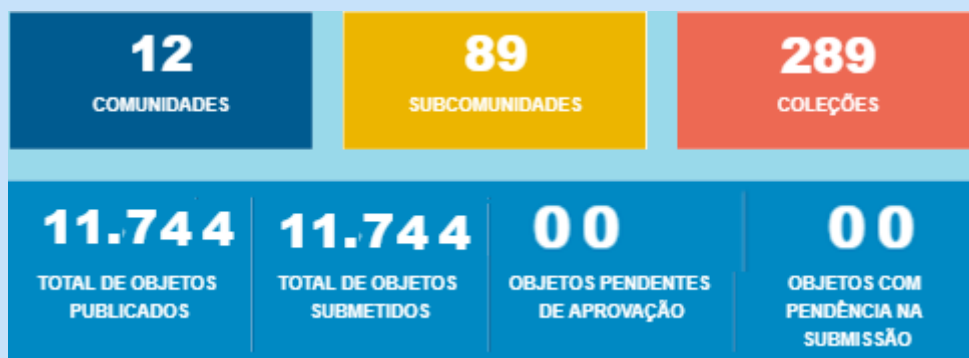 12
COMUNIDADES
89
SUBCOMUNIDADES
289
COLEÇÕES
11.744
TOTAL DE OBJETOS
PUBLICADOS
11.744
TOTAL DE OBJETOS
SUBMETIDOS
00
OBJETOS PENDENTES
DE APROVAÇÃO
00
OBJETOS COM
PENDÊNCIA NA
SUBMISSÃO